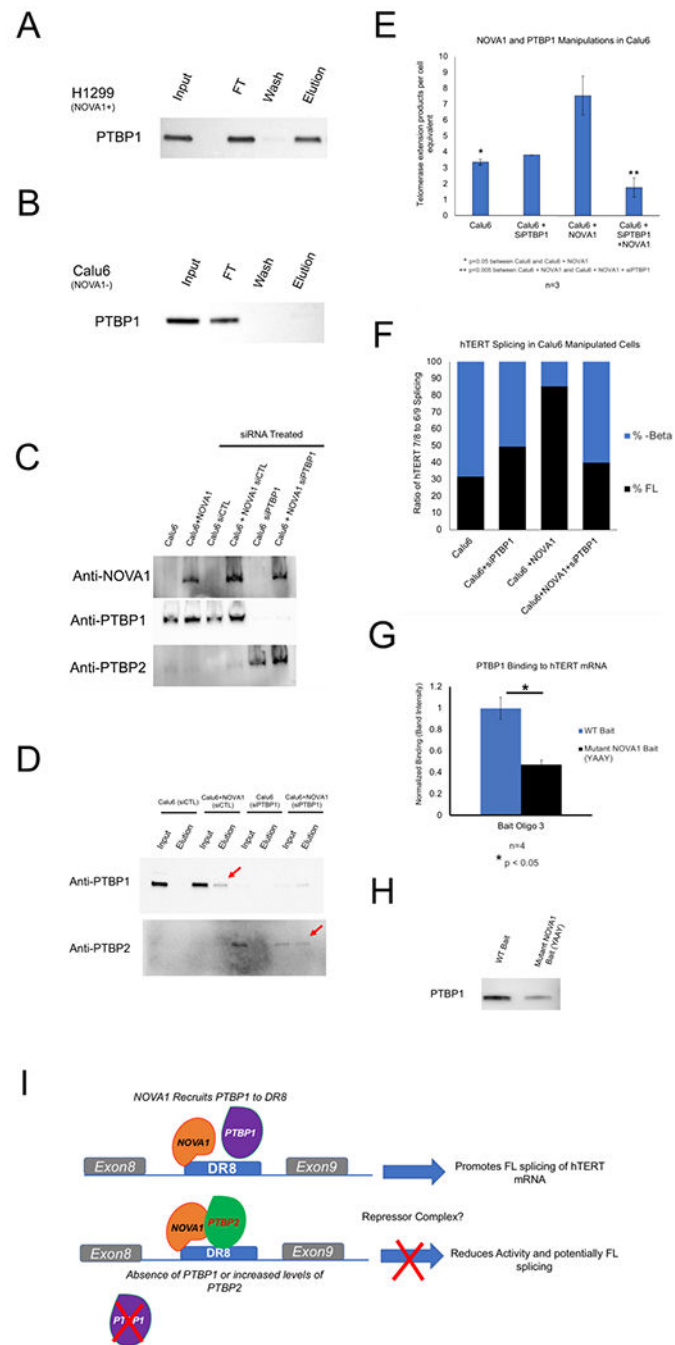 A
H1299
(NOVA1+)
PTBP1
Input
FT
Wash
Elution
B
Calu6
(NOVA1-)
PTBP1
Input
FT
Wash
Elution
C
siRNA Treated
Calu6
Calu6+NOVA1
Calu6 siCTL
Calu6 + NOVA1 siCTL
Calu6 siPTBP1
Calu6 + NOVA1 siPTBP1
Anti-NOVA1
Anti-PTBP1
Anti-PTBP2
D
Calu6 (siCTL)
Calu6+NOVA1
(siCTL)
Calu6
(siPTBP1)
Calu6+NOVA1
(siPTBP1)
Input
Elution
Input
Elution
Input
Elution
Input
Elution
Anti-PTBP1
Anti-PTBP2
E
NOVA1 and PTBP1 Manipulations in Calu6
Telomerase extension products per cell
equivalent
10
9
8
7
6
5
4
3
2
1
0
*
**
Calu6
Calu6 +
SiPTBP1
Calu6 +
NOVA1
Calu6 +
SiPTBP1
+NOVA1
* p=0.05 between Calu6 and Calu6 + NOVA1
** p=0.005 between Calu6 + NOVA1 and Calu6 + NOVA1 + siPTBP1
n=3
F
hTERT Splicing in Calu6 Manipulated Cells
Ratio of hTERT 7/8 to 6/9 Splicing
100
90
80
70
60
50
40
30
20
10
0
% -Beta
% FL
Calu6
Calu6+siPTBP1
Calu6 +NOVA1
Calu6+NOVA1+siPTBP1
G
PTBP1 Binding to hTERT mRNA
Normalized Binding (Band Intensity)
1.2
1
0.8
0.6
0.4
0.2
0
*
WT Bait
Mutant NOVA1 Bait
(YAAY)
Bait Oligo 3
n=4
* p < 0.05
H
WT Bait
Mutant NOVA1
Bait (YAAY)
PTBP1
I
NOVA1 Recruits PTBP1 to DR8
NOVA1
PTBP1
Exon8
DR8
Exon9
Promotes FL splicing of hTERT
mRNA
NOVA1
PTBP2
Repressor Complex?
Exon8
DR8
Exon9
Reduces Activity and potentially FL
splicing
Absence of PTBP1 or increased levels of
PTBP2
PTBP1